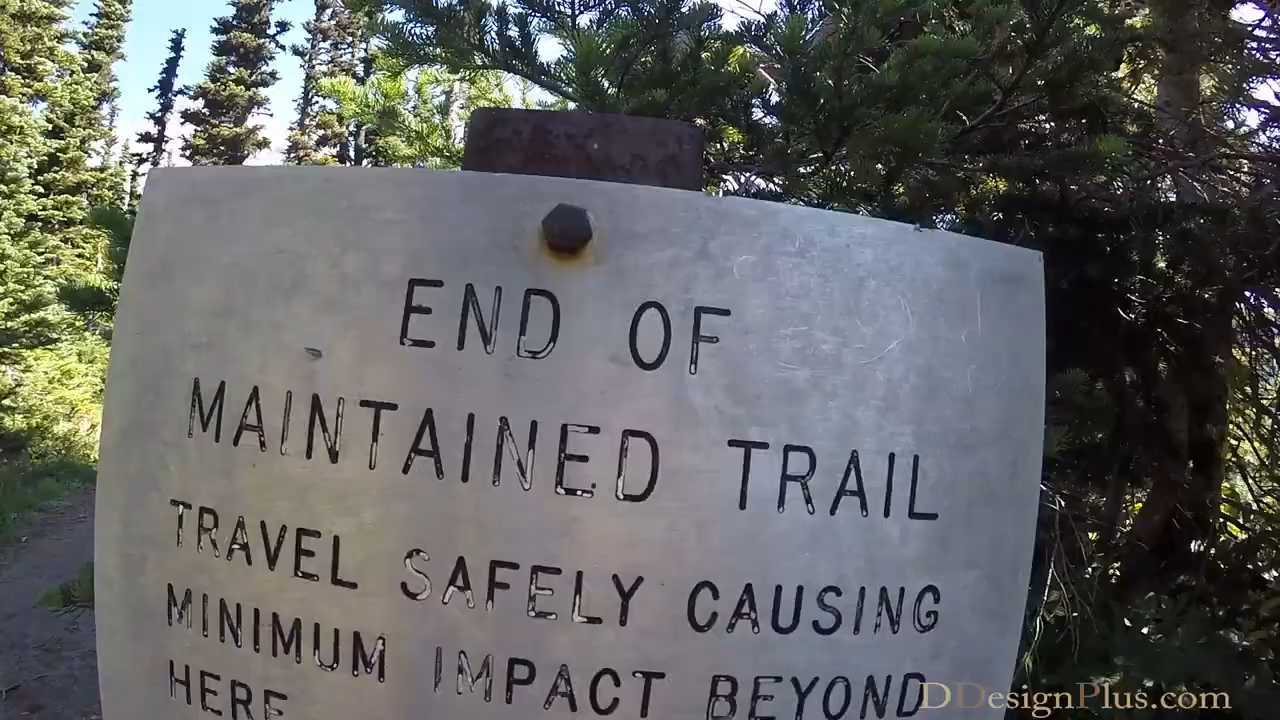 END OF
MAINTAINED TRAIL
TRAVEL SAFELY CAUSING
MINIMUM IMPACT BEYOND
HERE
DDesignPlus.com